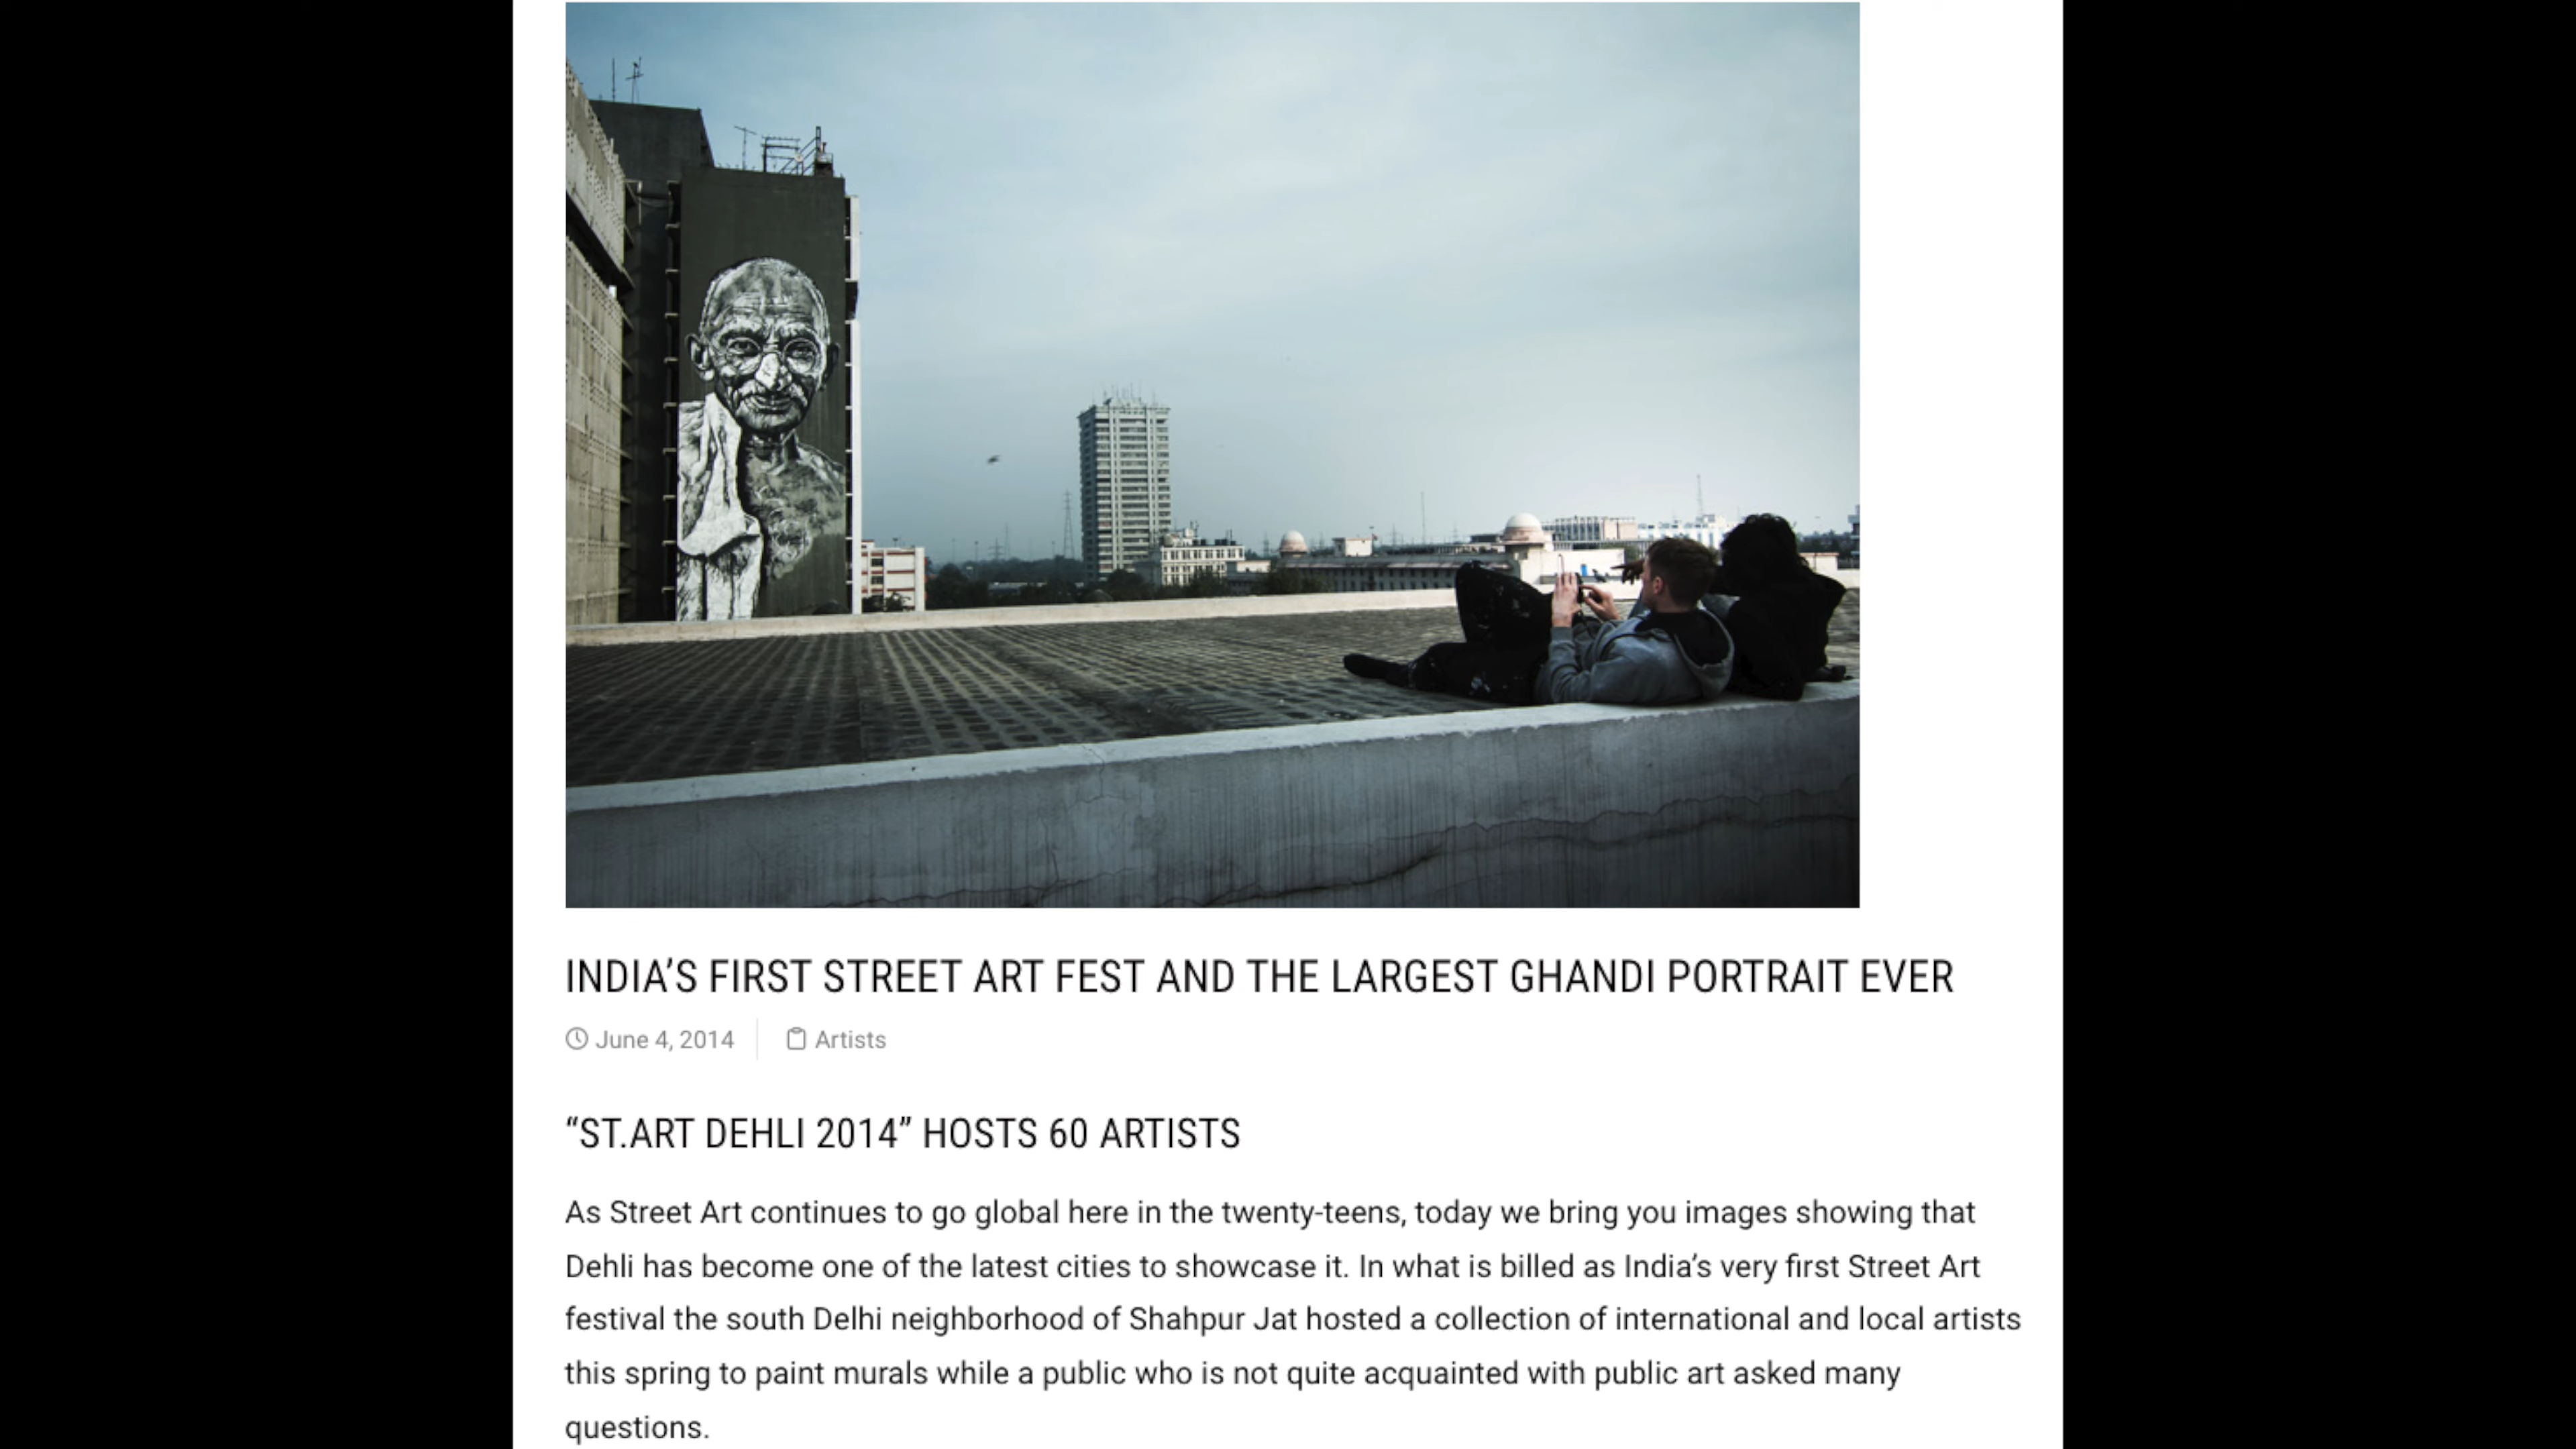 INDIA’S FIRST STREET ART FEST AND THE LARGEST GHANDI PORTRAIT EVER
June 4, 2014
Artists
“ST.ART DEHLI 2014” HOSTS 60 ARTISTS
As Street Art continues to go global here in the twenty-teens, today we bring you images showing that
Dehli has become one of the latest cities to showcase it. In what is billed as India’s very first Street Art
festival the south Delhi neighborhood of Shahpur Jat hosted a collection of international and local artists
this spring to paint murals while a public who is not quite acquainted with public art asked many
questions.